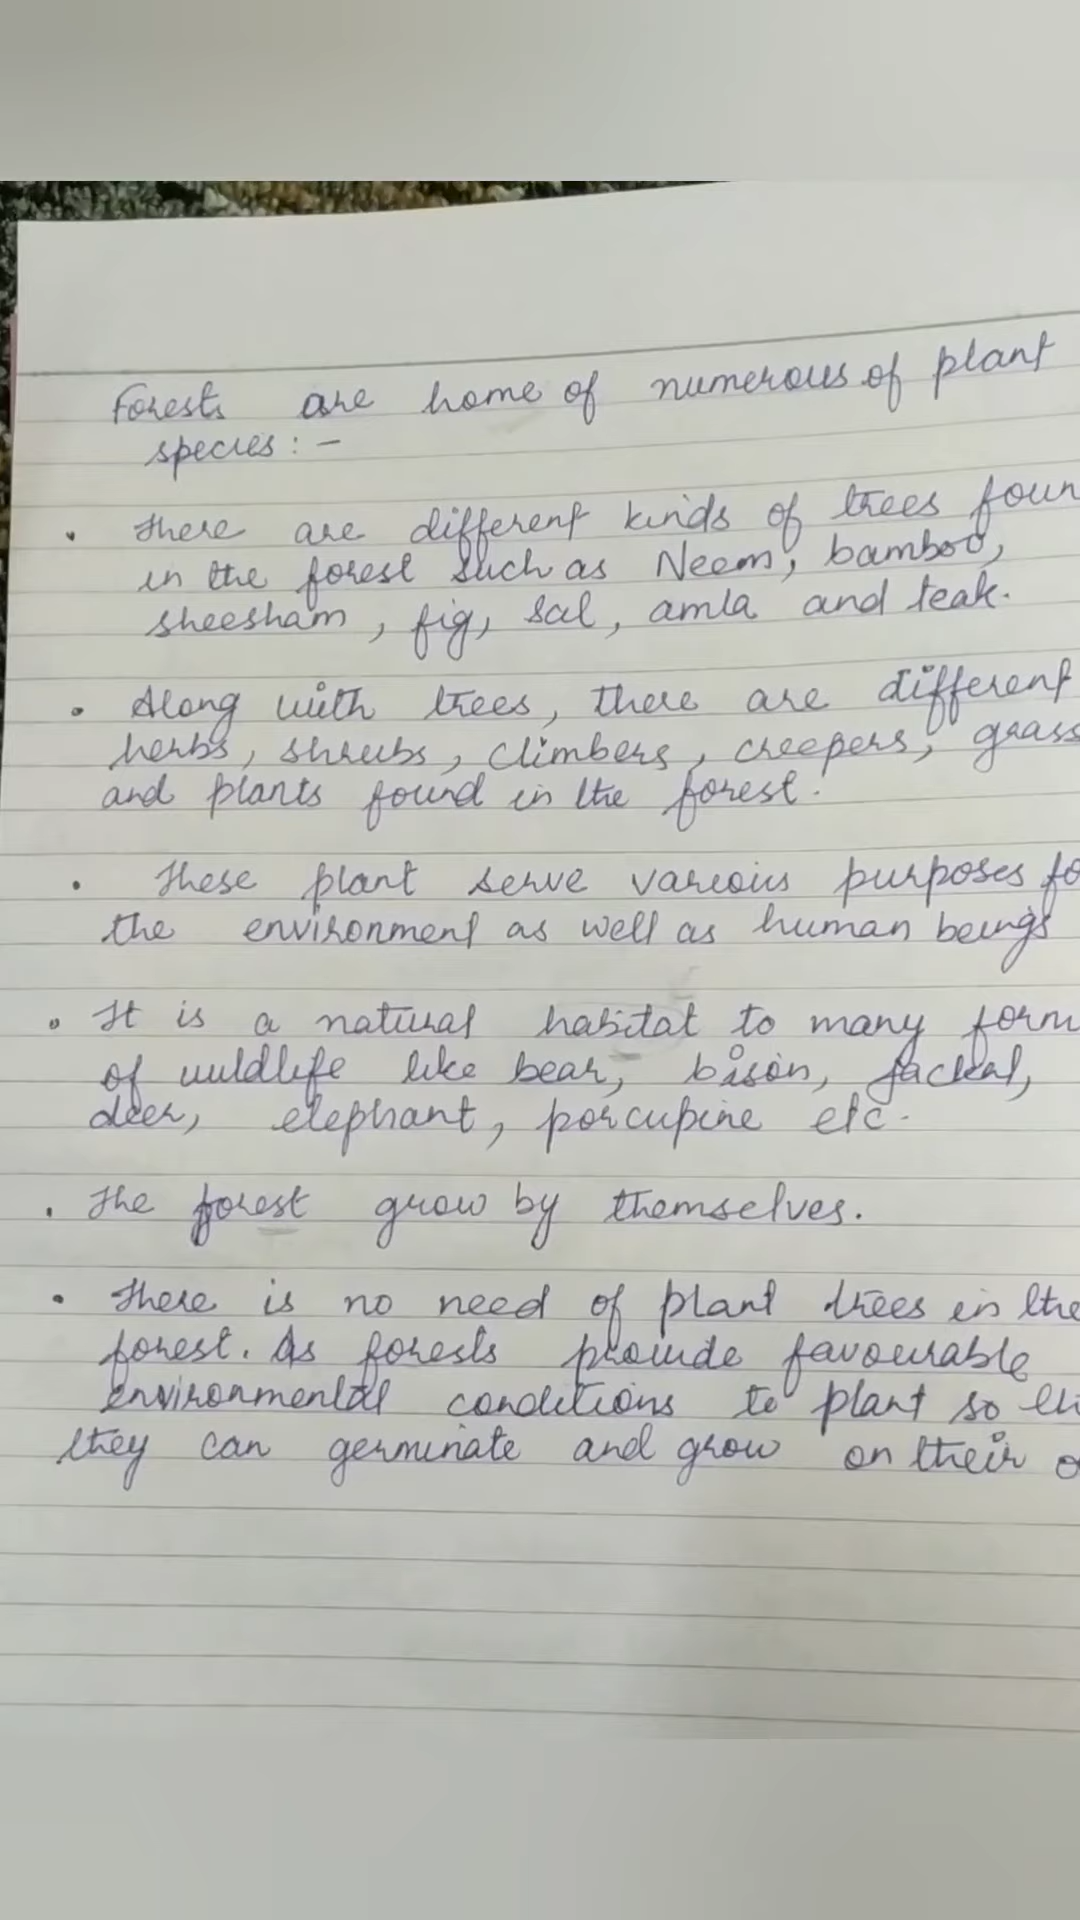 Forests are home of numerous of plant
species : -
• There are different kinds of trees foun
in the forest such as Neem, bamboo,
sheesham, fig, sal, amla and teak.
• Along with trees, there are different
herbs, shrubs, climbers, creepers, grass
and plants found in the forest.
• These plant serve various purposes fo
the environment as well as human beings
• It is a natural habitat to many form
of wildlife like bear, bison, jackal,
deer, elephant, porcupine etc.
• The forest grow by themselves.
• There is no need of plant trees in the
forest. As forests provide favourable
environmental conditions to plant so
they can germinate and grow on their